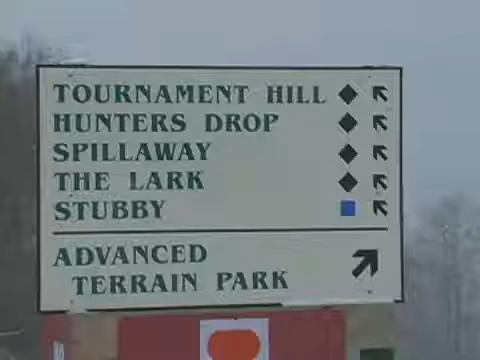 TOURNAMENT HILL
HUNTERS DROP
SPILLAWAY
THE LARK
STUBBY
ADVANCED
TERRAIN PARK